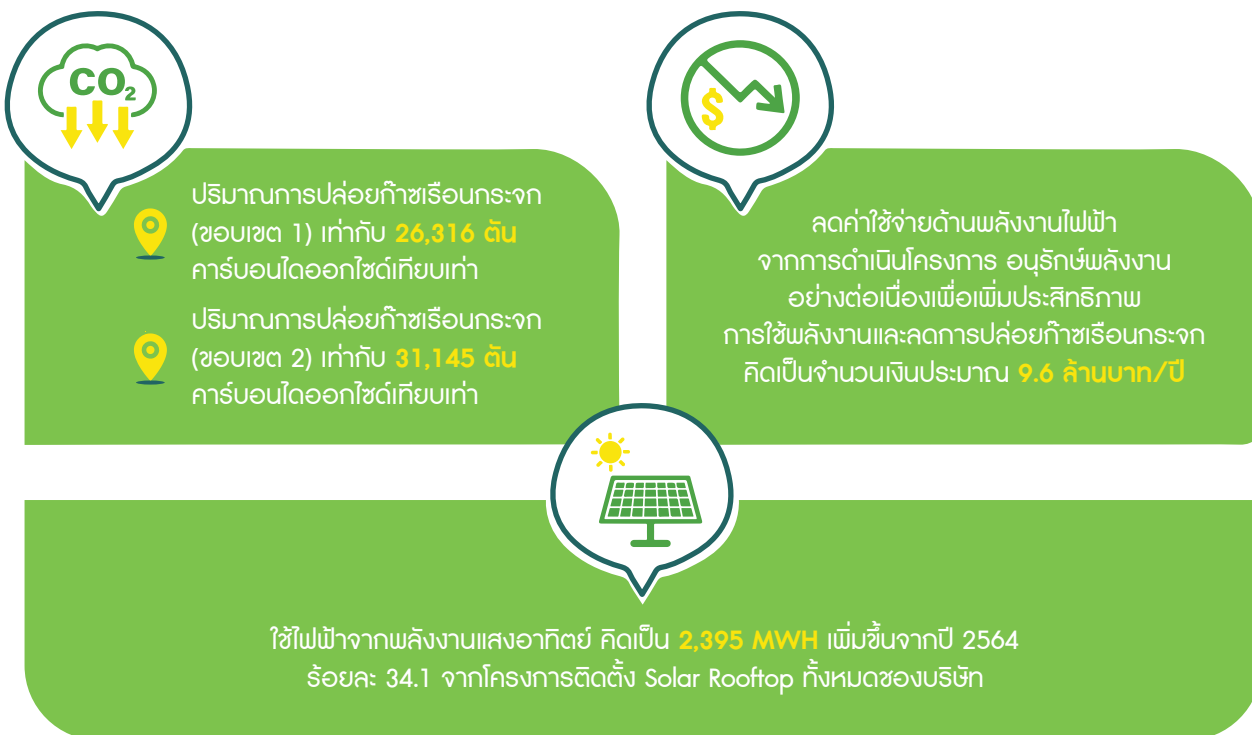 CO2
ปริมาณการปล่อยก๊าซเรือนกระจก
(ขอบเขต 1) เท่ากับ 26,316 ตัน
คาร์บอนไดออกไซด์เทียบเท่า
ปริมาณการปล่อยก๊าซเรือนกระจก
(ขอบเขต 2) เท่ากับ 31,145 ตัน
คาร์บอนไดออกไซด์เทียบเท่า
$
ลดค่าใช้จ่ายด้านพลังงานไฟฟ้า
จากการดำเนินโครงการ อนุรักษ์พลังงาน
อย่างต่อเนื่องเพื่อเพิ่มประสิทธิภาพ
การใช้พลังงานและลดการปล่อยก๊าซเรือนกระจก
คิดเป็นจำนวนเงินประมาณ 9.6 ล้านบาท/ปี
ใช้ไฟฟ้าจากพลังงานแสงอาทิตย์ คิดเป็น 2,395 MWH เพิ่มขึ้นจากปี 2564
ร้อยละ 34.1 จากโครงการติดตั้ง Solar Rooftop ทั้งหมดของบริษัท